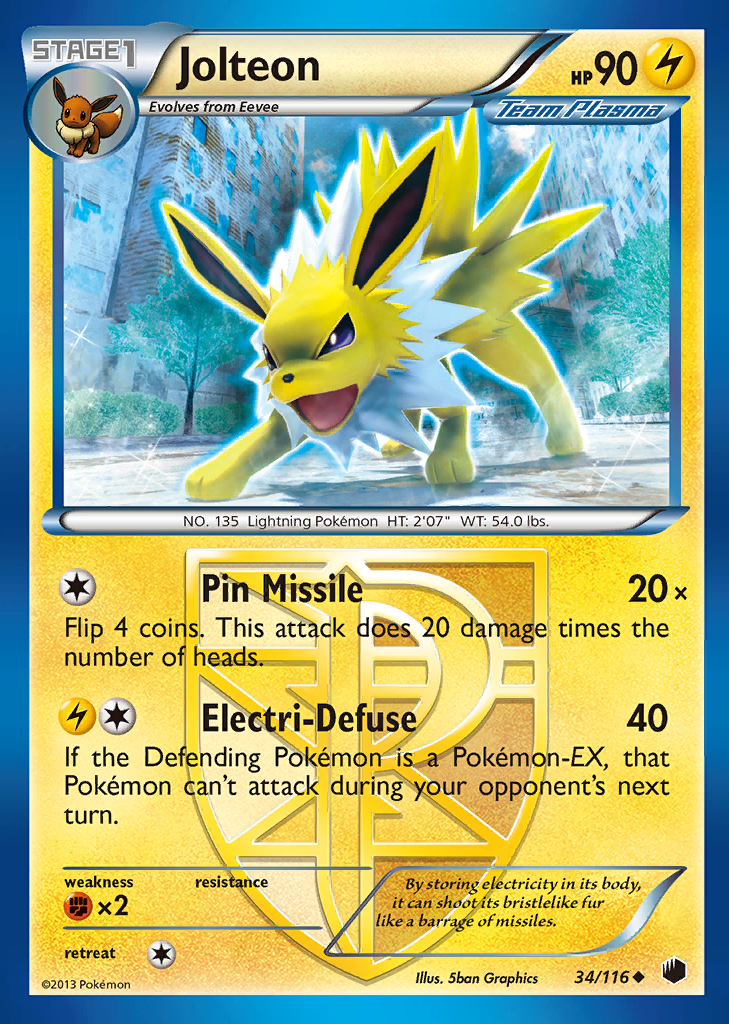 STAGE1
Jolteon
HP 90
Evolves from Eevee
Team Plasma
NO. 135 Lightning Pokémon HT: 2'07" WT: 54.0 lbs.
Pin Missile 20×
Flip 4 coins. This attack does 20 damage times the
number of heads.
Electri-Defuse 40
If the Defending Pokémon is a Pokémon-EX, that
Pokémon can't attack during your opponent's next
turn.
weakness resistance
×2
retreat
By storing electricity in its body,
it can shoot its bristlelike fur
like a barrage of missiles.
©2013 Pokémon
Illus. 5ban Graphics
34/116